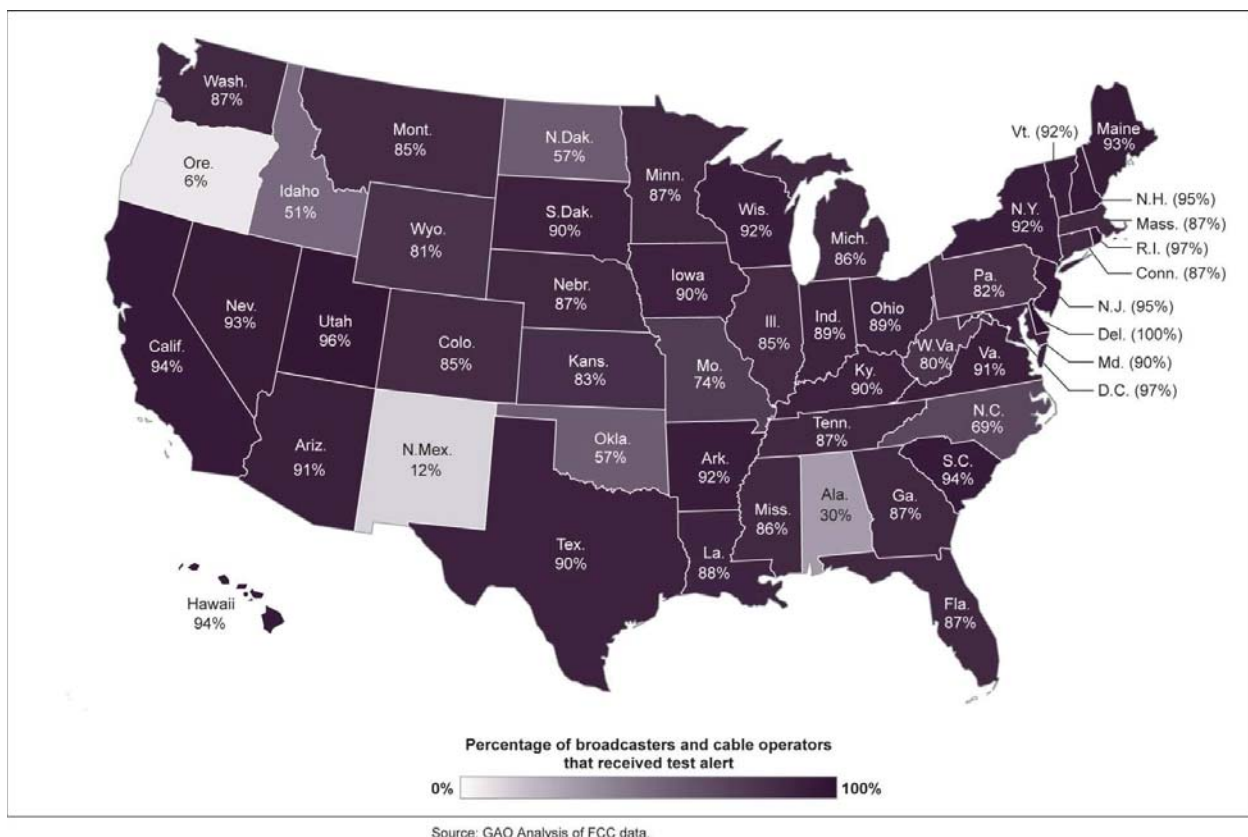 Wash.
87%
Ore.
6%
Idaho
51%
Mont.
85%
N.Dak.
57%
Minn.
87%
S.Dak.
90%
Wis.
92%
Mich.
86%
Wyo.
81%
Nebr.
87%
Iowa
90%
Nev.
93%
Utah
96%
Colo.
85%
Kans.
83%
Mo.
74%
Ill.
85%
Ind.
89%
Ohio
89%
Pa.
82%
N.Y.
92%
Vt. (92%)
Maine
93%
N.H. (95%)
Mass. (87%)
R.I. (97%)
Conn. (87%)
N.J. (95%)
Del. (100%)
Md. (90%)
D.C. (97%)
W.Va.
80%
Va.
91%
Ky.
90%
Calif.
94%
Ariz.
91%
N.Mex.
12%
Okla.
57%
Ark.
92%
Tenn.
87%
N.C.
69%
S.C.
94%
Miss.
86%
Ala.
30%
Ga.
87%
Tex.
90%
La.
88%
Fla.
87%
Hawaii
94%
Percentage of broadcasters and cable operators
that received test alert
0%
100%
Source: GAO Analysis of FCC data.